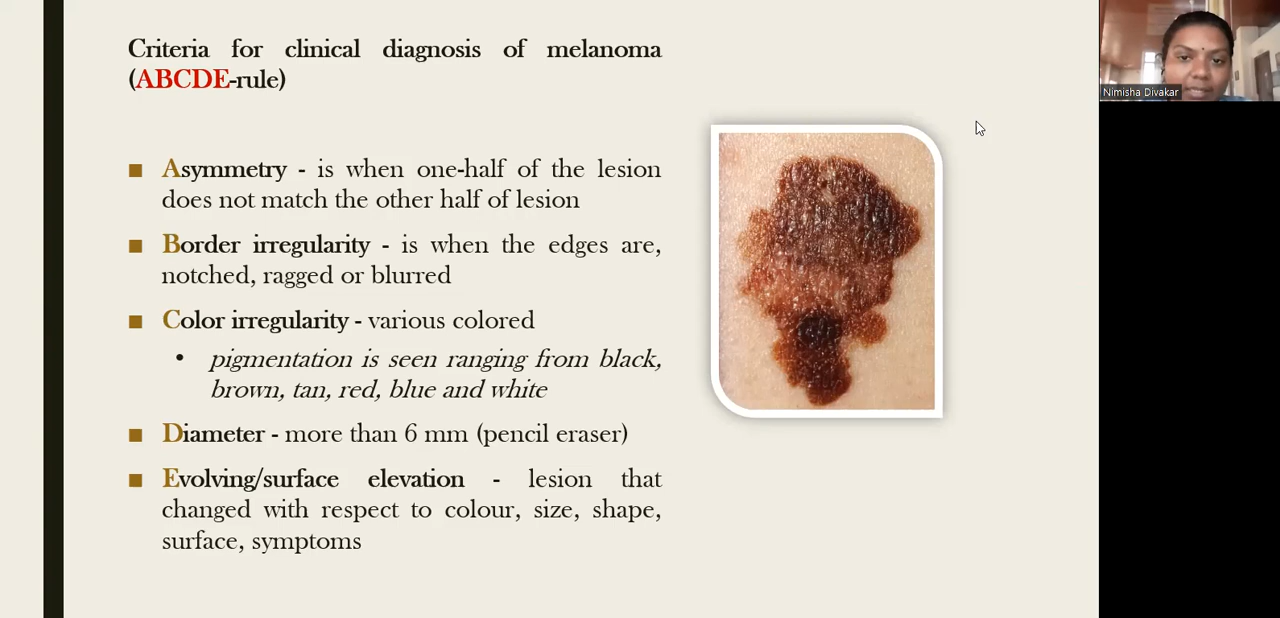 Criteria for clinical diagnosis of melanoma
(ABCDE-rule)
Asymmetry - is when one-half of the lesion
does not match the other half of lesion
Border irregularity - is when the edges are,
notched, ragged or blurred
Color irregularity - various colored
pigmentation is seen ranging from black,
brown, tan, red, blue and white
Diameter - more than 6 mm (pencil eraser)
Evolving/surface elevation - lesion that
changed with respect to colour, size, shape,
surface, symptoms
Nimisha Divakar